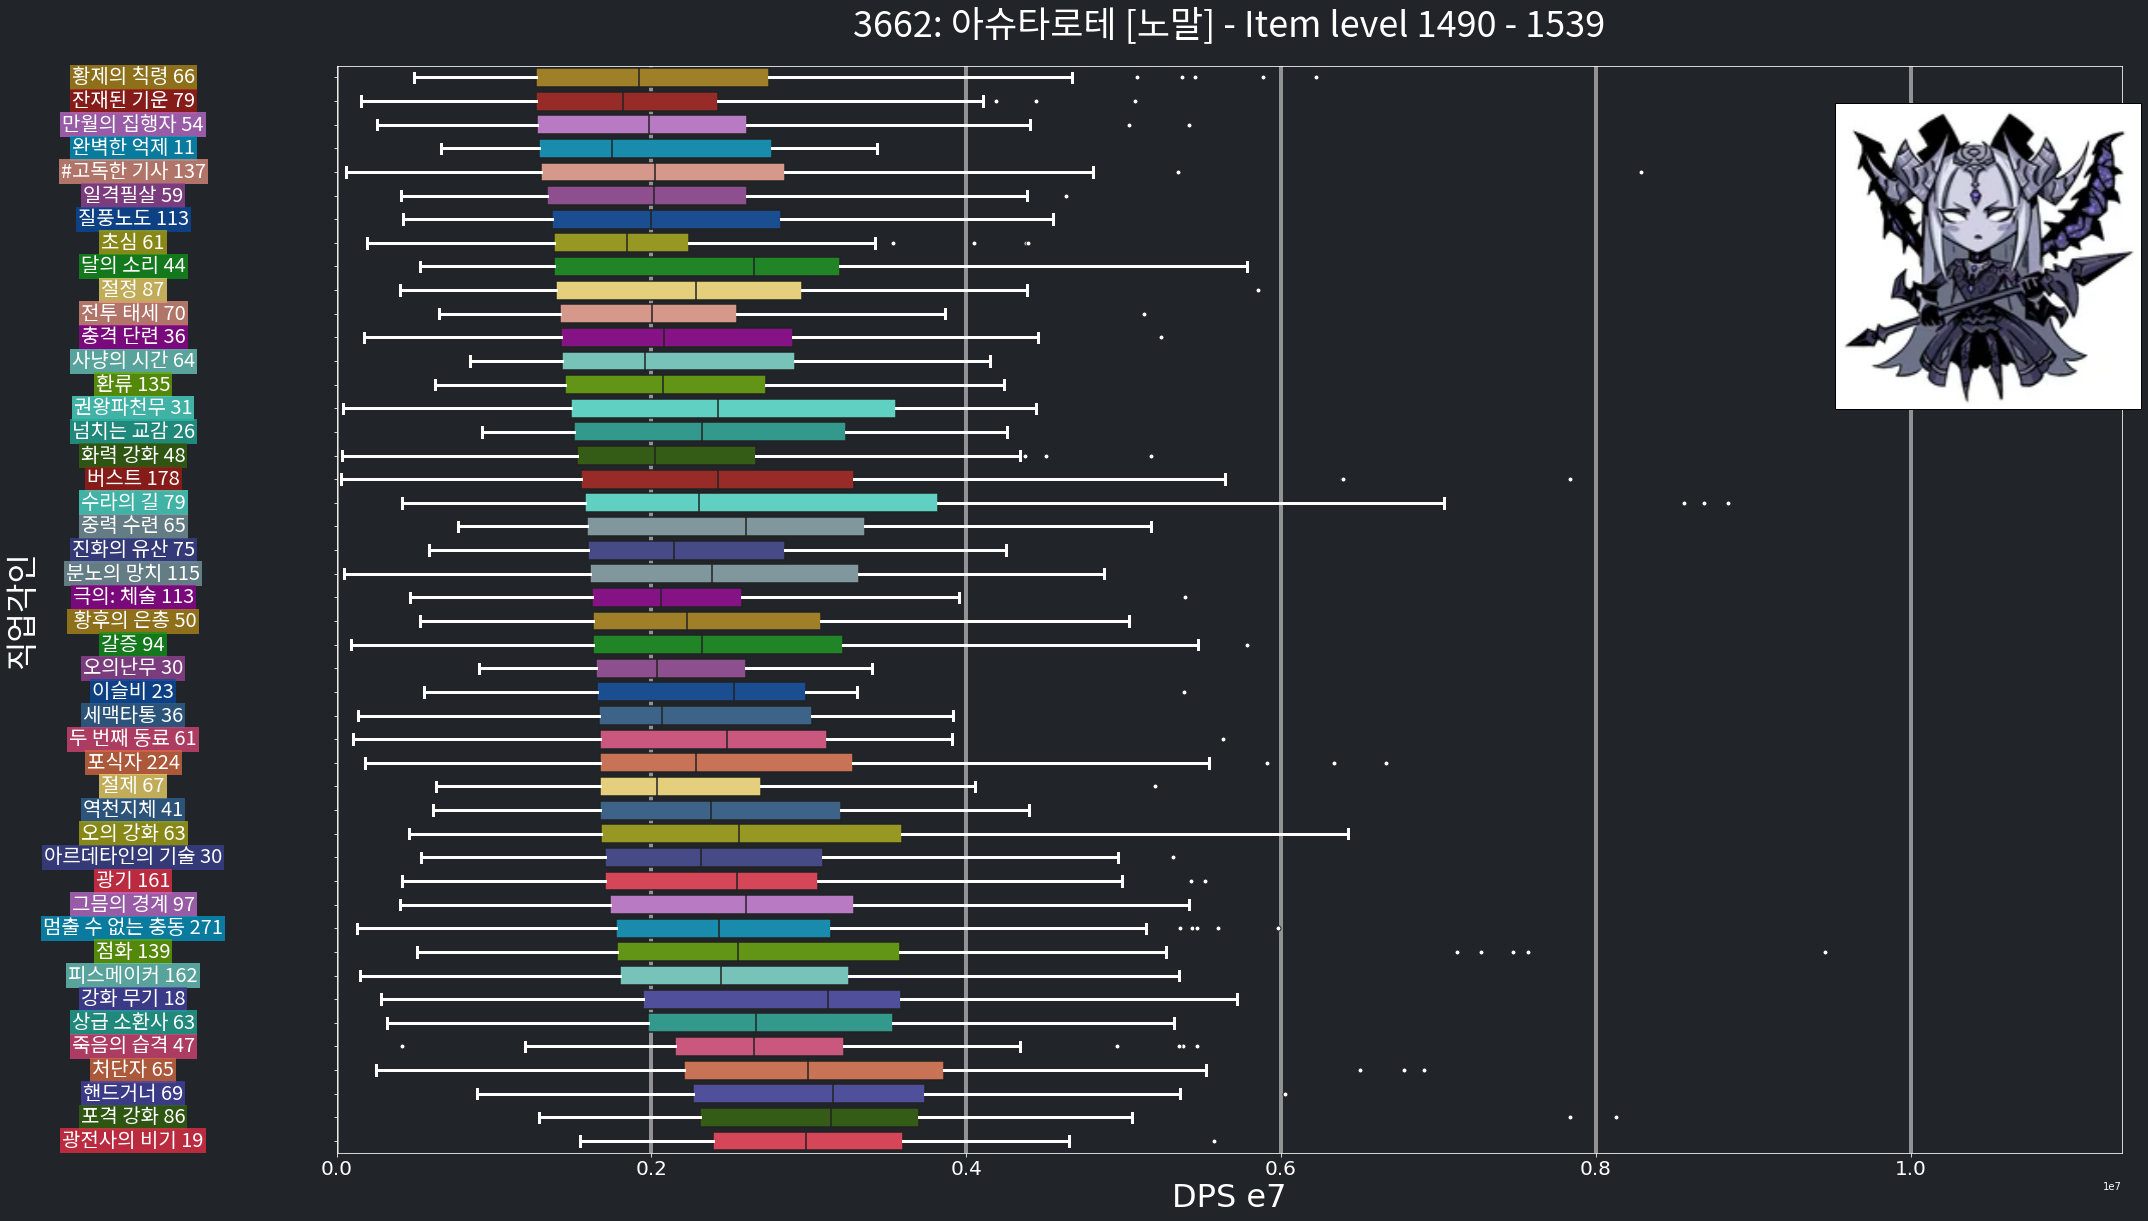 3662: 아슈타로테 [노말] - Item level 1490 - 1539
황제의 칙령 66
잔재된 기운 79
만월의 집행자 54
완벽한 억제 11
#고독한 기사 137
일격필살 59
질풍노도 113
초심 61
달의 소리 44
절정 87
전투 태세 70
충격 단련 36
사냥의 시간 64
환류 135
권왕파천무 31
넘치는 교감 26
화력 강화 48
버스트 178
수라의 길 79
중력 수련 65
진화의 유산 75
분노의 망치 115
극의: 체술 113
황후의 은총 50
갈증 94
오의난무 30
이슬비 23
세맥타통 36
두 번째 동료 61
포식자 224
절제 67
역천지체 41
오의 강화 63
아르데타인의 기술 30
광기 161
그믐의 경계 97
멈출 수 없는 충동 271
점화 139
피스메이커 162
강화 무기 18
상급 소환사 63
죽음의 습격 47
처단자 65
핸드거너 69
포격 강화 86
광전사의 비기 19
직업각인
0.0 0.2 0.4 0.6 0.8 1.0
DPS e7
1e7